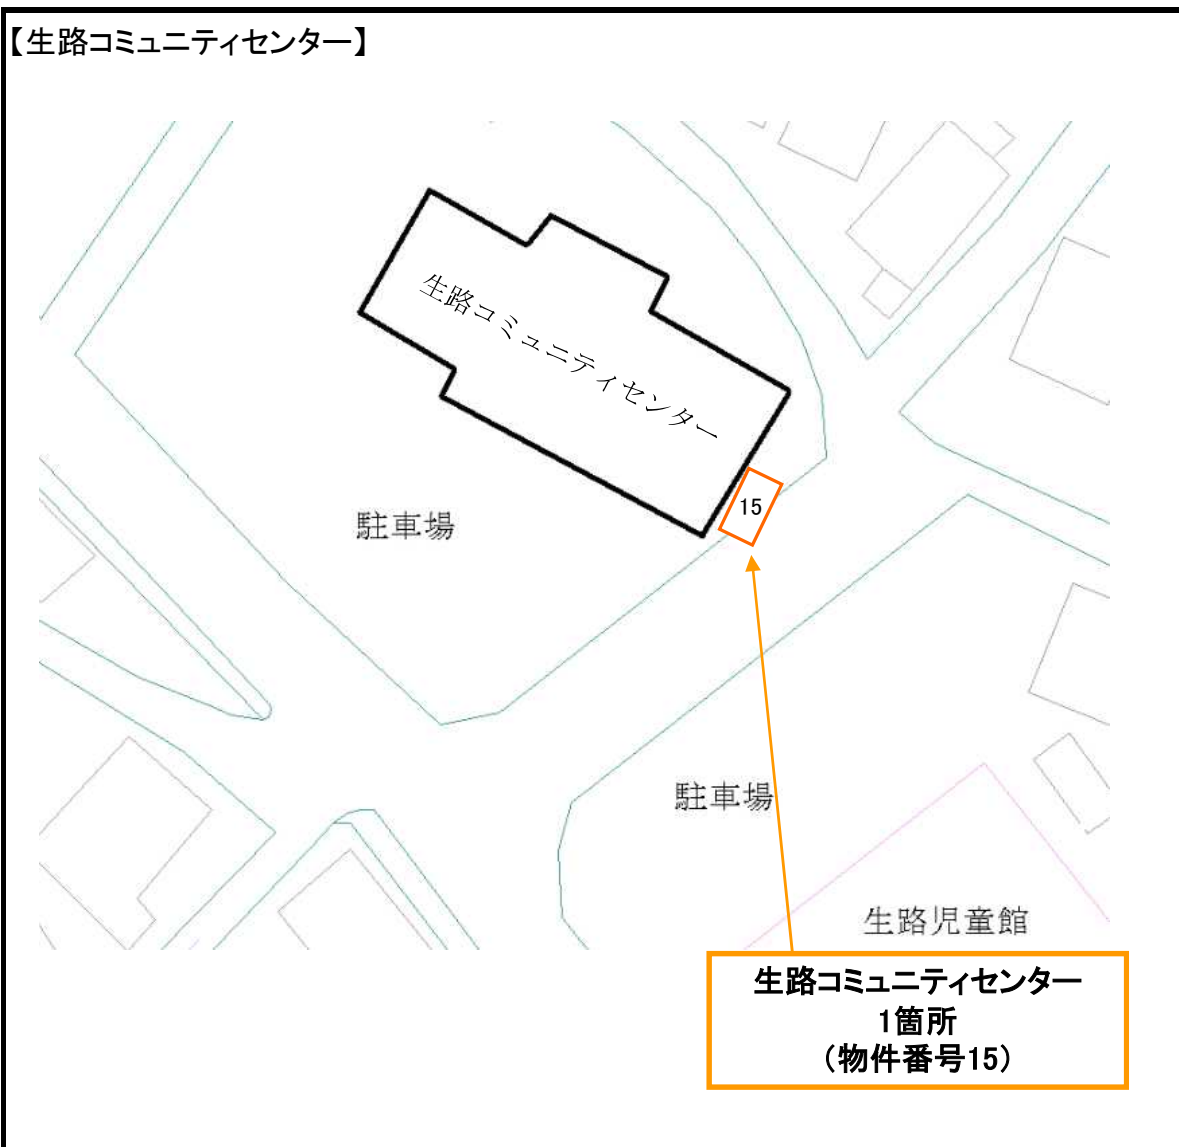 【生路コミュニティセンター】
生路コミュニティセンター
15
駐車場
駐車場
生路児童館
生路コミュニティセンター
1箇所
（物件番号15）